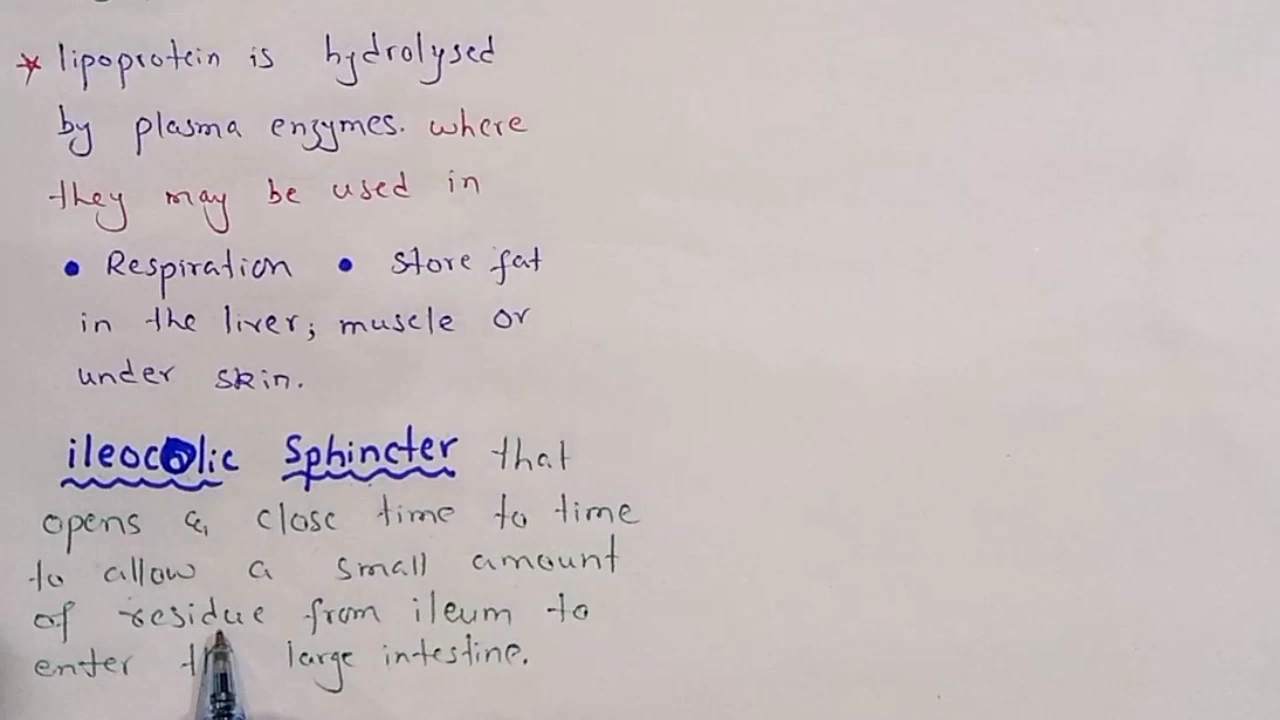 * lipoprotein is hydrolysed
by plasma enzymes. where
they may be used in
• Respiration • store fat
in the liver; muscle or
under skin.
ileocolic Sphincter that
opens & close time to time
to allow a small amount
of residue from ileum to
enter large intestine.